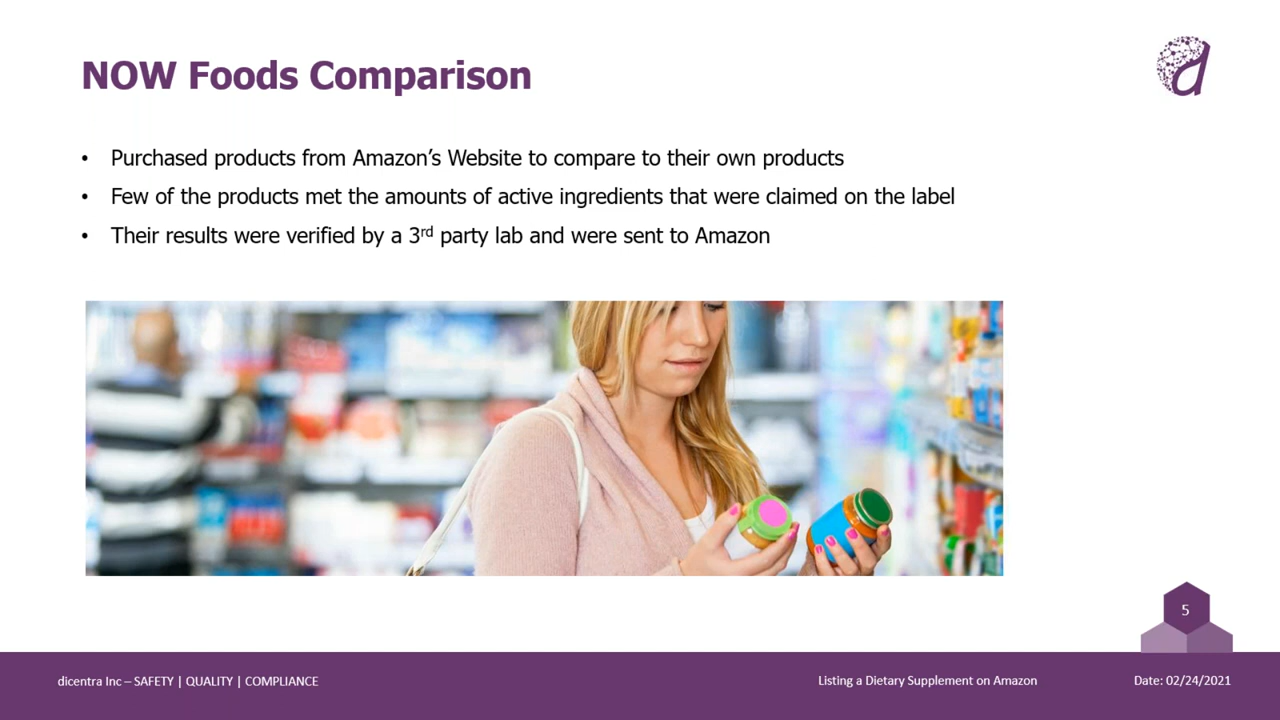 NOW Foods Comparison
• Purchased products from Amazon’s Website to compare to their own products
• Few of the products met the amounts of active ingredients that were claimed on the label
• Their results were verified by a 3rd party lab and were sent to Amazon
5
dicentra Inc – SAFETY | QUALITY | COMPLIANCE
Listing a Dietary Supplement on Amazon
Date: 02/24/2021